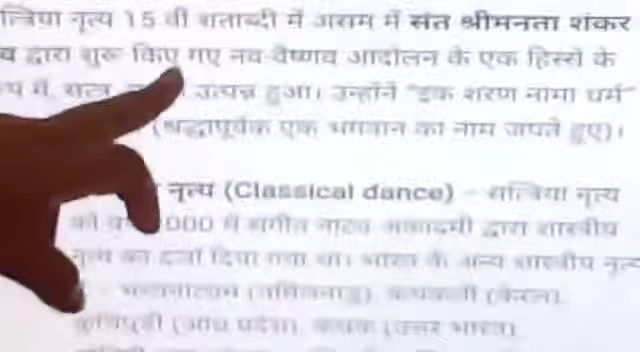 त्रिया नृत्य 15 वीं शताब्दी में असम में संत श्रीमनता शंकर
व द्वारा शुरू किए गए नव-वैष्णव आंदोलन के एक हिस्से के
प में, सत्र उत्पन्न हुआ। उन्होंने "इक शरण नामा धर्म"
(श्रद्धापूर्वक एक भगवान का नाम जपते हुए)।
नृत्य (Classical dance) – सत्रिया नृत्य
को 000 में संगीत नाटक अकादमी द्वारा शास्त्रीय
नृत्य का दर्जा दिया गया था। भारत के अन्य शास्त्रीय नृत्य
– भरतनाट्यम (तमिलनाडु), कथकली (केरल),
कुचिपुड़ी (आंध्र प्रदेश), कथक (उत्तर भारत),